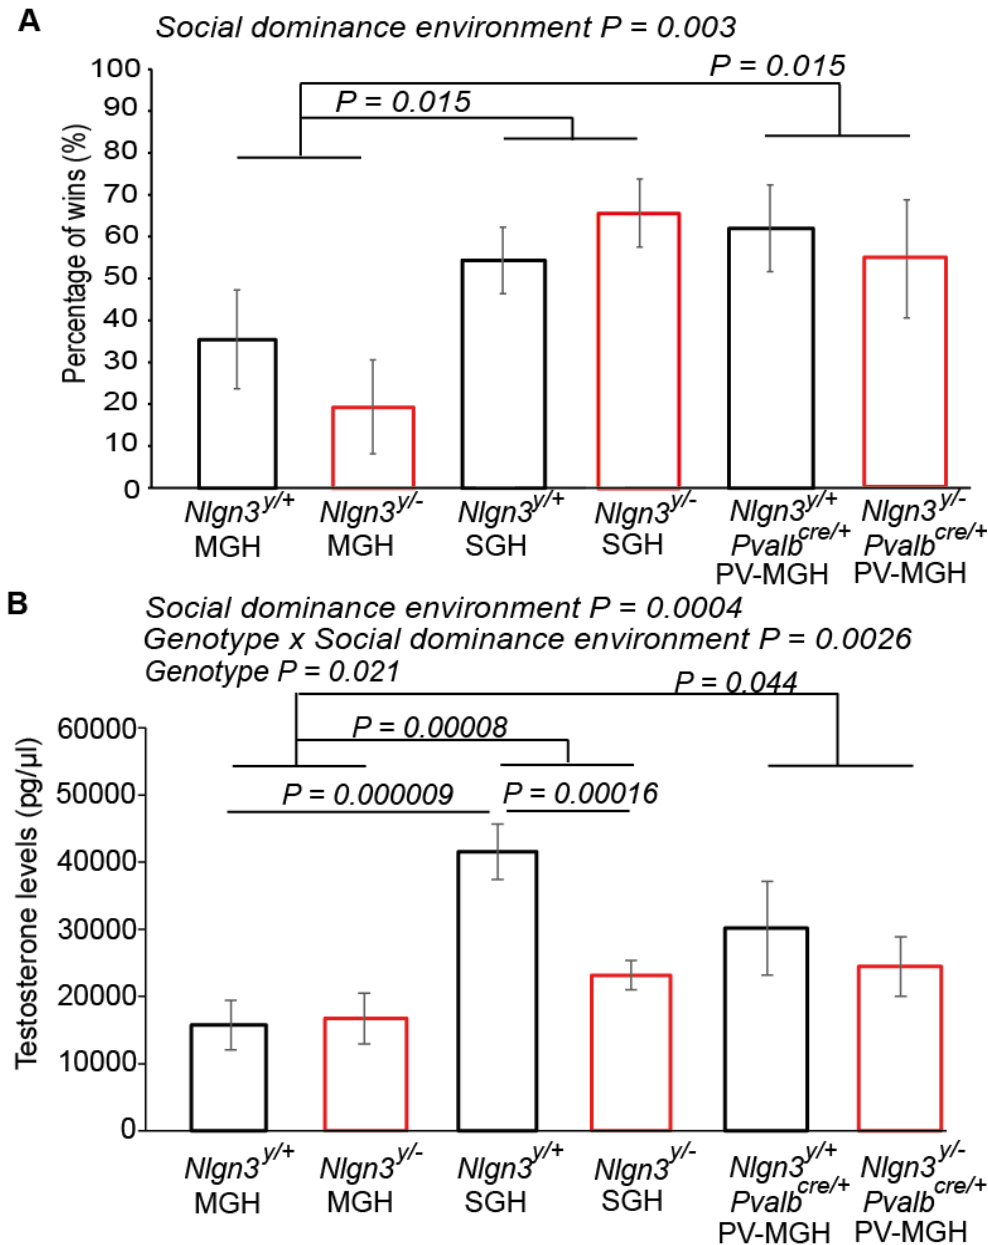 A
Social dominance environment P = 0.003
P = 0.015
P = 0.015
Percentage of wins (%)
100
90
80
70
60
50
40
30
20
10
0
Nlgn3y/+ Nlgn3y/- Nlgn3y/+ Nlgn3y/- Nlgn3y/+ Nlgn3y/-
MGH MGH SGH SGH Pvalbcre/+ Pvalbcre/+
PV-MGH PV-MGH
B
Social dominance environment P = 0.0004
Genotype x Social dominance environment P = 0.0026
Genotype P = 0.021
P = 0.044
P = 0.00008
P = 0.000009 P = 0.00016
Testosterone levels (pg/µl)
60000
50000
40000
30000
20000
10000
0
Nlgn3y/+ Nlgn3y/- Nlgn3y/+ Nlgn3y/- Nlgn3y/+ Nlgn3y/-
MGH MGH SGH SGH Pvalbcre/+ Pvalbcre/+
PV-MGH PV-MGH